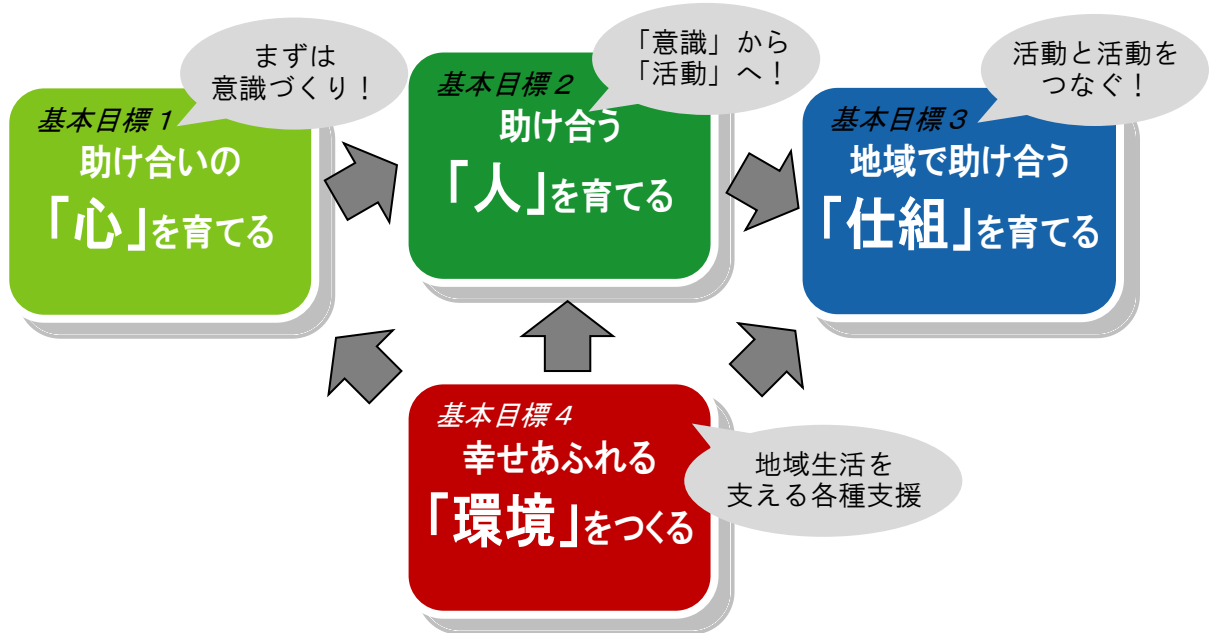 まずは
意識づくり！
基本目標１
助け合いの
「心」を育てる
「意識」から
「活動」へ！
基本目標２
助け合う
「人」を育てる
活動と活動を
つなぐ！
基本目標３
地域で助け合う
「仕組」を育てる
基本目標４
幸せあふれる
「環境」をつくる
地域生活を
支える各種支援